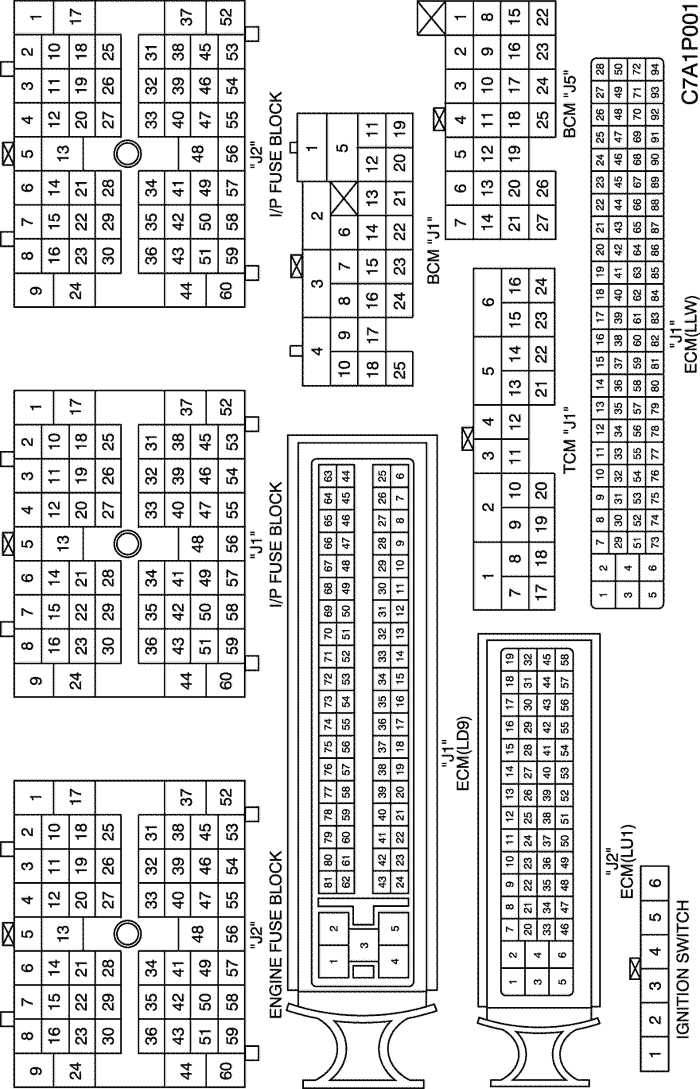 9 8 7 6 5 4 3 2 1
16 15 14 13 12 11 10
24 23 22 21 20 19 18 17
30 29 28 27 26 25
36 35 34 33 32 31
44 43 42 41 40 39 38 37
51 50 49 48 47 46 45
60 59 58 57 56 55 54 53 52
"J2"
ENGINE FUSE BLOCK
9 8 7 6 5 4 3 2 1
16 15 14 13 12 11 10
24 23 22 21 20 19 18 17
30 29 28 27 26 25
36 35 34 33 32 31
44 43 42 41 40 39 38 37
51 50 49 48 47 46 45
60 59 58 57 56 55 54 53 52
"J1"
I/P FUSE BLOCK
9 8 7 6 5 4 3 2 1
16 15 14 13 12 11 10
24 23 22 21 20 19 18 17
30 29 28 27 26 25
36 35 34 33 32 31
44 43 42 41 40 39 38 37
51 50 49 48 47 46 45
60 59 58 57 56 55 54 53 52
"J2"
I/P FUSE BLOCK
1 2 81 80 79 78 77 76 75 74 73 72 71 70 69 68 67 66 65 64 63
62 61 60 59 58 57 56 55 54 53 52 51 50 49 48 47 46 45 44
3
43 42 41 40 39 38 37 36 35 34 33 32 31 30 29 28 27 26 25
4 5 24 23 22 21 20 19 18 17 16 15 14 13 12 11 10 9 8 7 6
"J1"
ECM(LD9)
4 3 2 1
10 9 8 7 6 5
18 17 16 15 14 13 12 11
25 24 23 22 21 20 19
BCM "J1"
7 6 5 4 3 2 1
14 13 12 11 10 9 8
21 20 19 18 17 16 15
27 26 25 24 23 22
BCM "J5"
1 2 3 4 5 6
7 8 9 10 11 12 13 14 15 16
17 18 19 20 21 22 23 24
TCM "J1"
1 2 7 8 9 10 11 12 13 14 15 16 17 18 19
20 21 22 23 24 25 26 27 28 29 30 31 32
3 4 33 34 35 36 37 38 39 40 41 42 43 44 45
5 6 46 47 48 49 50 51 52 53 54 55 56 57 58
"J2"
ECM(LU1)
1 2 7 8 9 10 11 12 13 14 15 16 17 18 19 20 21 22 23 24 25 26 27 28
29 30 31 32 33 34 35 36 37 38 39 40 41 42 43 44 45 46 47 48 49 50
3 4 51 52 53 54 55 56 57 58 59 60 61 62 63 64 65 66 67 68 69 70 71 72
5 6 73 74 75 76 77 78 79 80 81 82 83 84 85 86 87 88 89 90 91 92 93 94
"J1"
ECM(LLW)
1 2 3 4 5 6
IGNITION SWITCH
C7A1P001